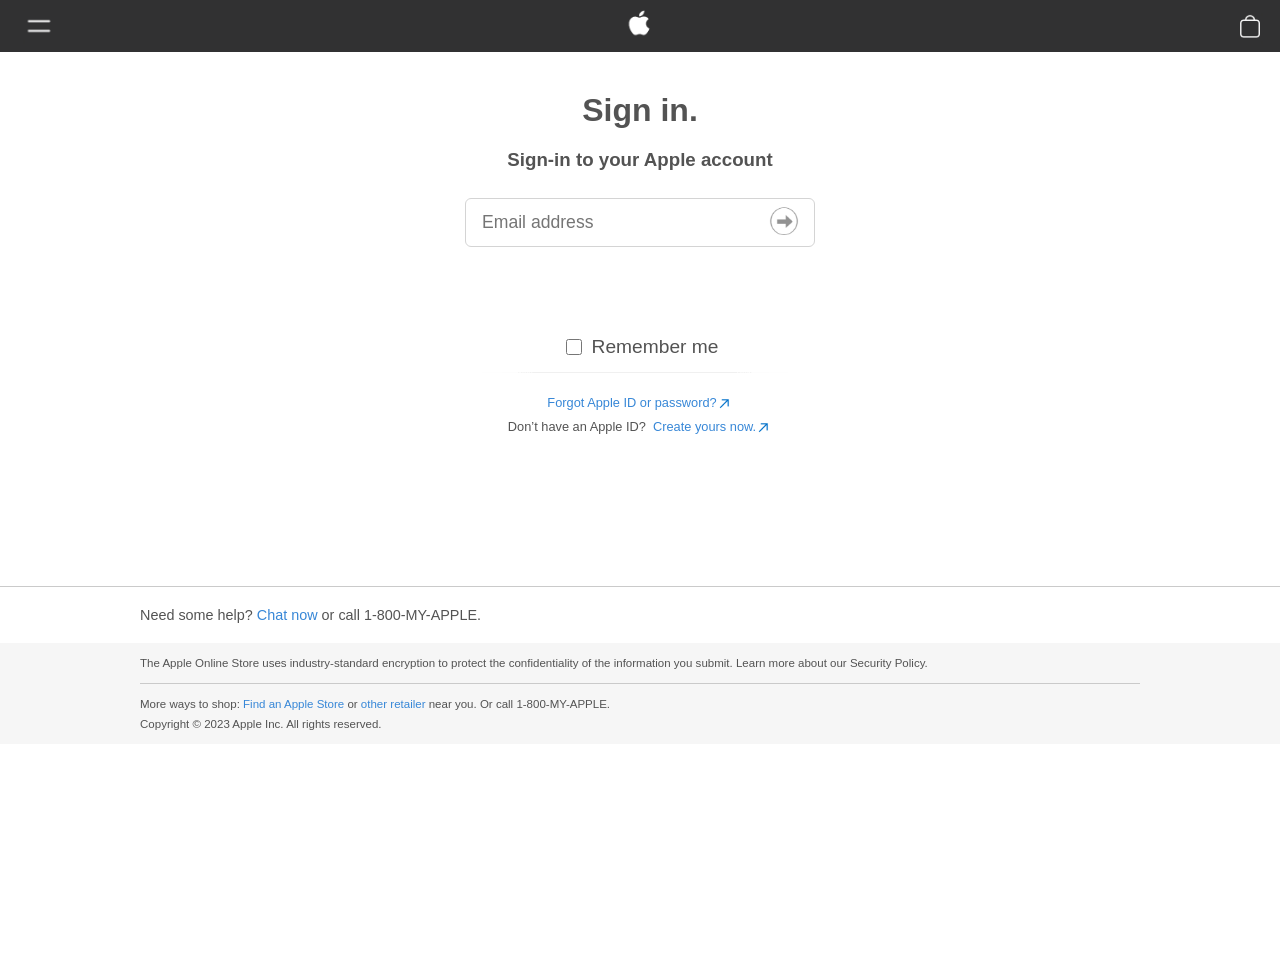 Sign in.
Sign-in to your Apple account
Email address
Remember me
Forgot Apple ID or password?
Don’t have an Apple ID? Create yours now.
Need some help? Chat now or call 1-800-MY-APPLE.
The Apple Online Store uses industry-standard encryption to protect the confidentiality of the information you submit. Learn more about our Security Policy.
More ways to shop: Find an Apple Store or other retailer near you. Or call 1-800-MY-APPLE.
Copyright © 2023 Apple Inc. All rights reserved.